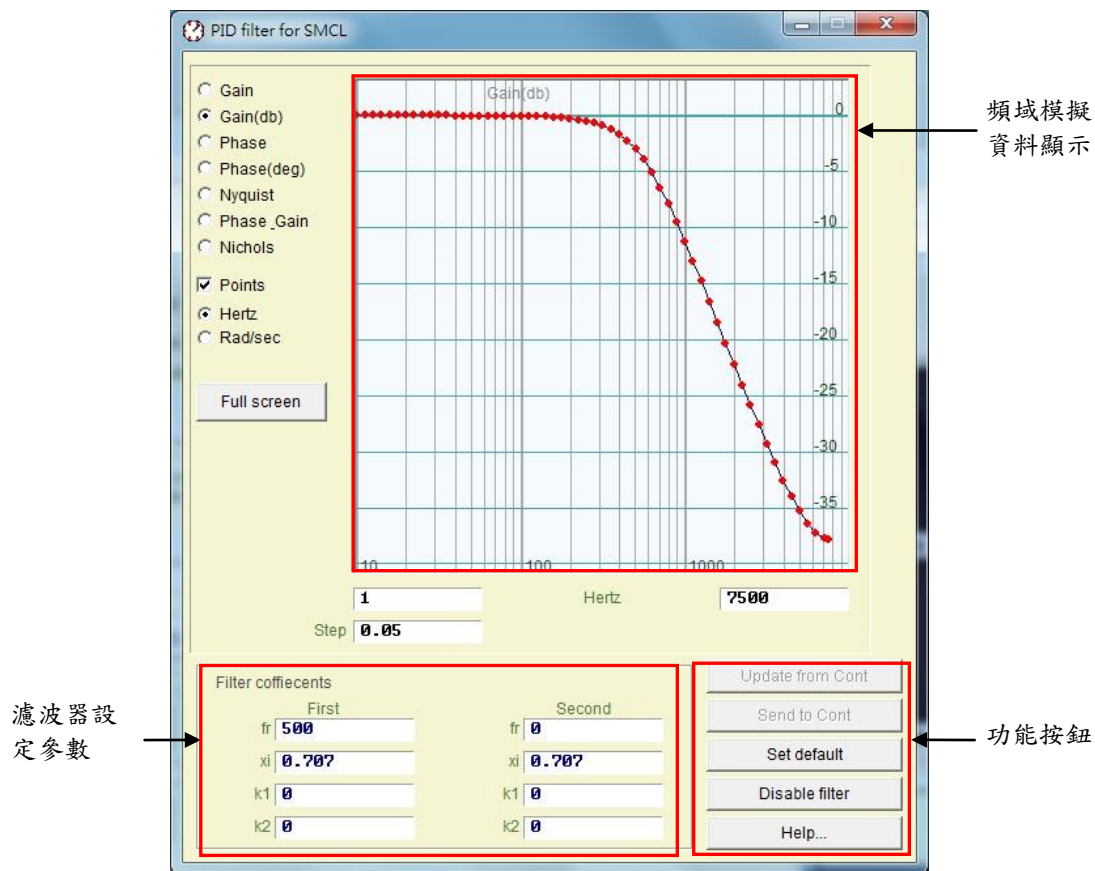 PID filter for SMCL
Gain
Gain(db)
Phase
Phase(deg)
Nyquist
Phase_Gain
Nichols
Points
Hertz
Rad/sec
Full screen
Gain(db)
0
-5
-10
-15
-20
-25
-30
-35
10
100
1000
1
Hertz
7500
Step
0.05
頻域模擬
資料顯示
Filter coffiecents
First
Second
fr 500
fr 0
xi 0.707
xi 0.707
k1 0
k1 0
k2 0
k2 0
Update from Cont
Send to Cont
Set default
Disable filter
Help...
濾波器設
定參數
功能按鈕